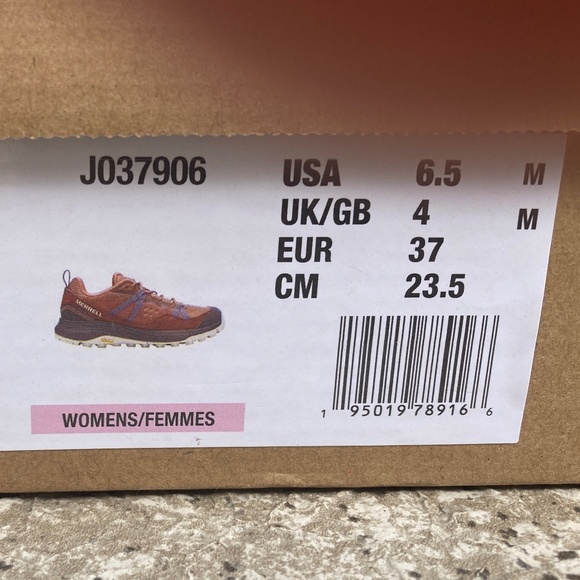 J037906
USA 6.5 M
UK/GB 4 M
EUR 37
CM 23.5
MERRELL
WOMENS/FEMMES
1 95019 78916 6